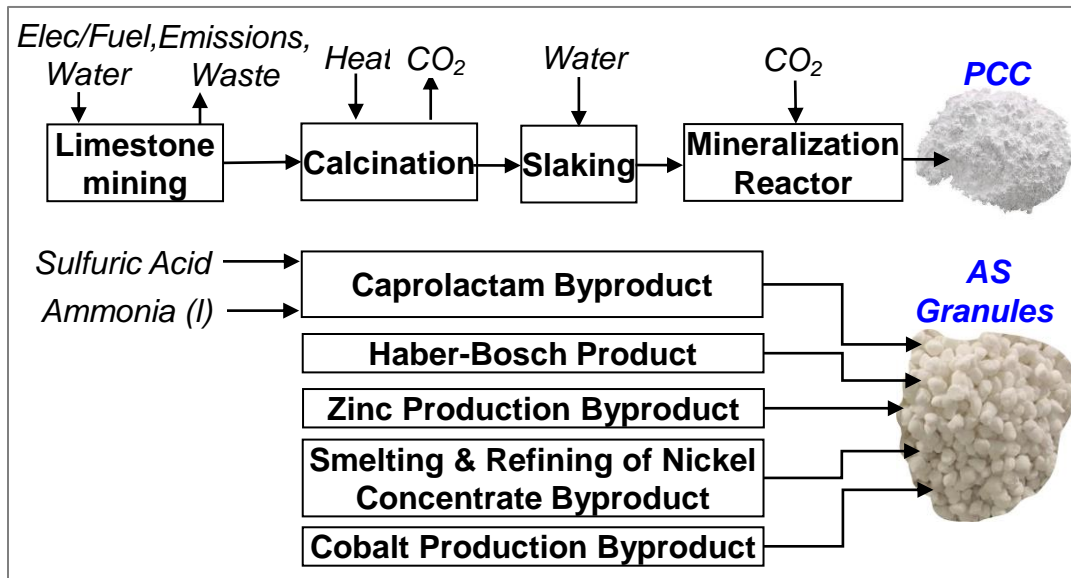 Elec/Fuel, Emissions,
Water Waste Heat CO2 Water CO2 PCC
Limestone
mining
Calcination
Slaking
Mineralization
Reactor
Sulfuric Acid
Ammonia (l)
Caprolactam Byproduct
AS
Granules
Haber-Bosch Product
Zinc Production Byproduct
Smelting & Refining of Nickel
Concentrate Byproduct
Cobalt Production Byproduct